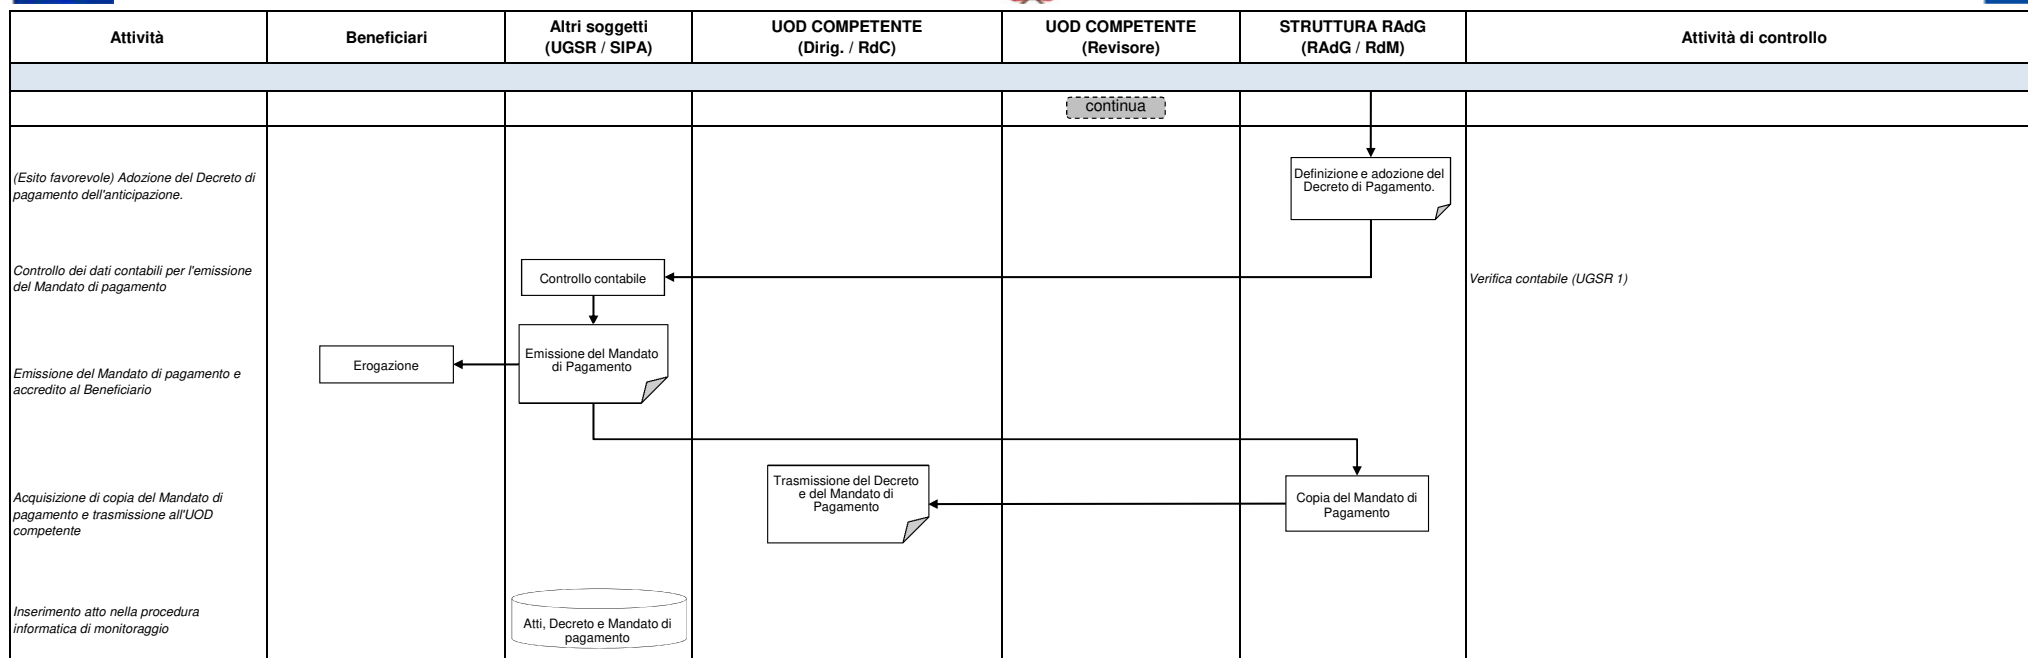 Attività
Beneficiari
Altri soggetti
(UGSR / SIPA)
UOD COMPETENTE
(Dirig. / RdC)
UOD COMPETENTE
(Revisore)
STRUTTURA RAdG
(RAdG / RdM)
Attività di controllo
continua
(Esito favorevole) Adozione del Decreto di
pagamento dell'anticipazione.
Definizione e adozione del
Decreto di Pagamento.
Controllo dei dati contabili per l'emissione
del Mandato di pagamento
Controllo contabile
Verifica contabile (UGSR 1)
Emissione del Mandato di pagamento e
accredito al Beneficiario
Erogazione
Emissione del Mandato
di Pagamento
Acquisizione di copia del Mandato di
pagamento e trasmissione all'UOD
competente
Trasmissione del Decreto
e del Mandato di
Pagamento
Copia del Mandato di
Pagamento
Inserimento atto nella procedura
informatica di monitoraggio
Atti, Decreto e Mandato di
pagamento